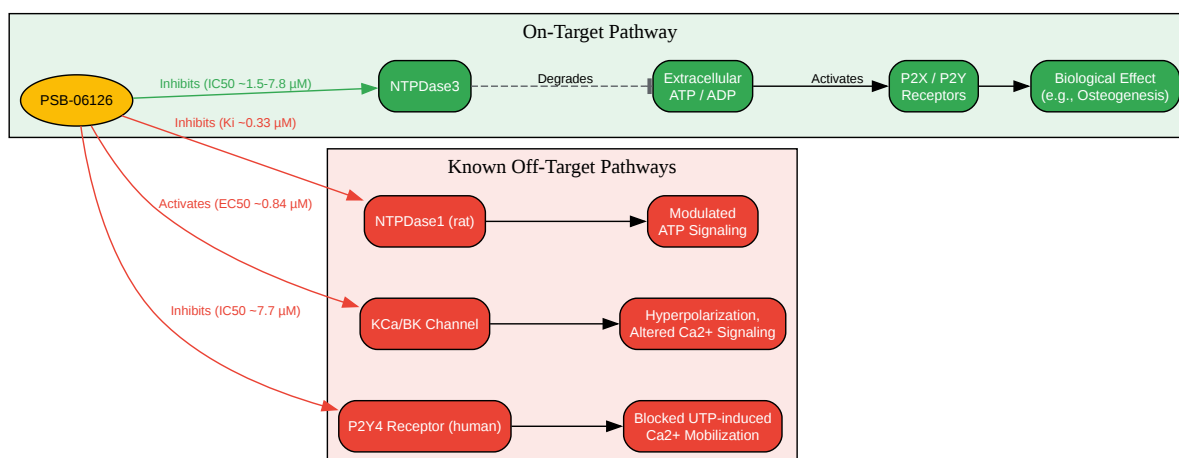 On-Target Pathway
PSB-06126
Inhibits (IC50 ~1.5-7.8 µM)
NTPDase3
Degrades
Extracellular
ATP / ADP
Activates
P2X / P2Y
Receptors
Biological Effect
(e.g., Osteogenesis)
Inhibits (Ki ~0.33 µM)
Known Off-Target Pathways
Activates (EC50 ~0.84 µM)
NTPDase1 (rat)
Modulated
ATP Signaling
Inhibits (IC50 ~7.7 µM)
KCa/BK Channel
Hyperpolarization,
Altered Ca2+ Signaling
P2Y4 Receptor (human)
Blocked UTP-induced
Ca2+ Mobilization